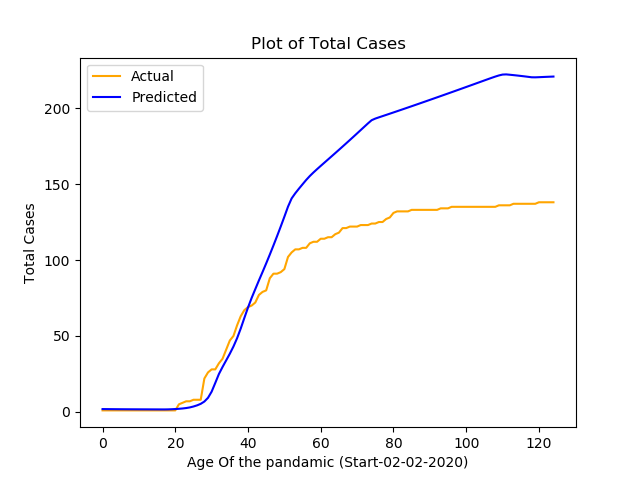 Plot of Total Cases
Actual
Predicted
200
150
100
50
0
Total Cases
0 20 40 60 80 100 120
Age Of the pandamic (Start-02-02-2020)